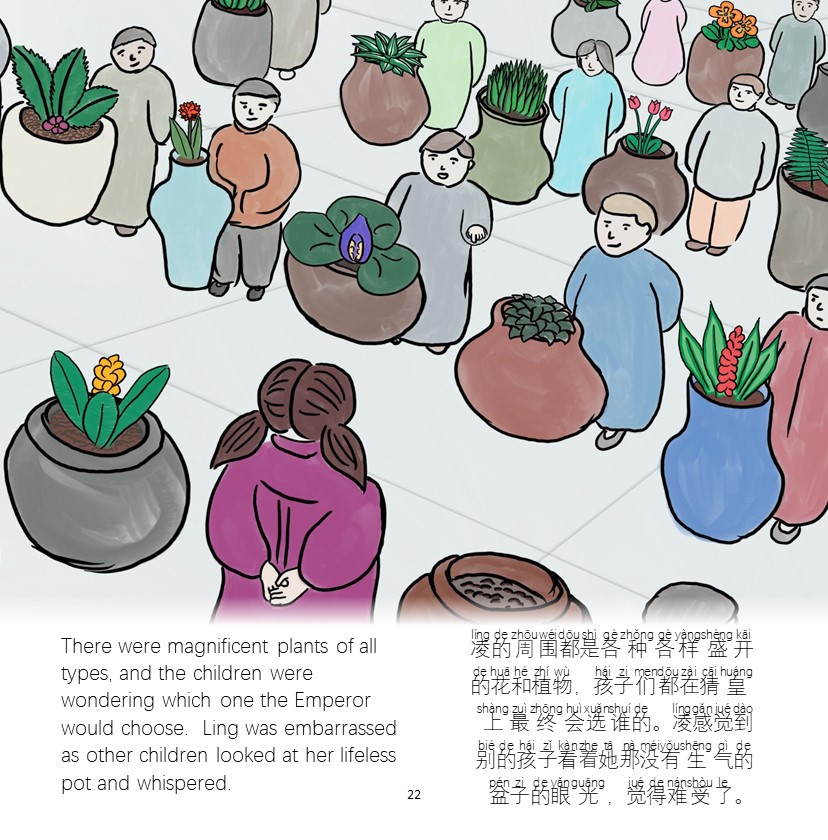 There were magnificent plants of all
types, and the children were
wondering which one the Emperor
would choose. Ling was embarrassed
as other children looked at her lifeless
pot and whispered.
22
líng de zhōu wéi dōu shì gè zhǒng gè yàng shèng kāi
凌的周围都是各种各样盛开
de huā hé zhí wù hái zi men dōu zài cāi huáng
的花和植物，孩子们都在猜皇
shàng zuì zhōng huì xuǎn shuí de líng gǎn jué dào
上最终会选谁的。凌感觉到
bié de hái zǐ kàn zhe tā nà méi yǒu shēng qì de
别的孩子看着她那没有生气的
pén zi de yǎn guāng jué de nán shòu le
盆子的眼光，觉得难受了。